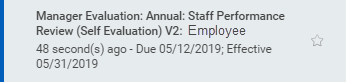 Manager Evaluation: Annual: Staff Performance
Review (Self Evaluation) V2: Employee
48 second(s) ago - Due 05/12/2019; Effective
05/31/2019